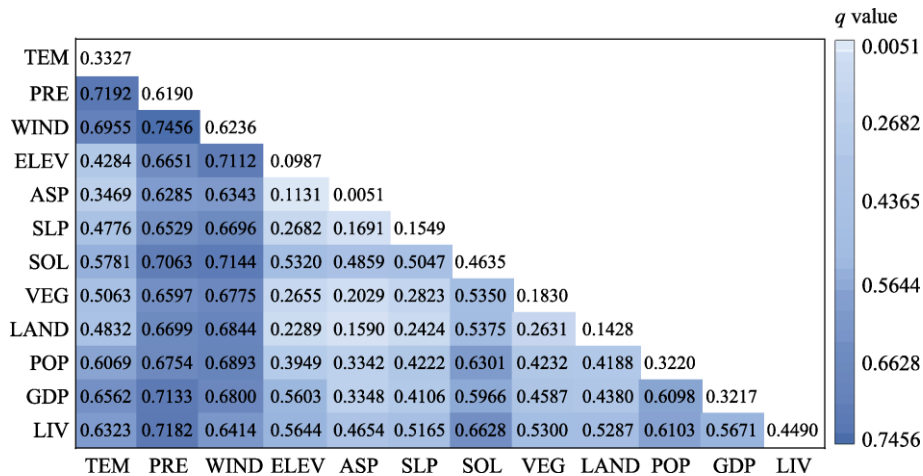 q value
TEM 0.3327
PRE 0.7192 0.6190
WIND 0.6955 0.7456 0.6236
ELEV 0.4284 0.6651 0.7112 0.0987
ASP 0.3469 0.6285 0.6343 0.1131 0.0051
SLP 0.4776 0.6529 0.6696 0.2682 0.1691 0.1549
SOL 0.5781 0.7063 0.7144 0.5320 0.4859 0.5047 0.4635
VEG 0.5063 0.6597 0.6775 0.2655 0.2029 0.2823 0.5350 0.1830
LAND 0.4832 0.6699 0.6844 0.2289 0.1590 0.2424 0.5375 0.2631 0.1428
POP 0.6069 0.6754 0.6893 0.3949 0.3342 0.4222 0.6301 0.4232 0.4188 0.3220
GDP 0.6562 0.7133 0.6800 0.5603 0.3348 0.4106 0.5966 0.4587 0.4380 0.6098 0.3217
LIV 0.6323 0.7182 0.6414 0.5644 0.4654 0.5165 0.6628 0.5300 0.5287 0.6103 0.5671 0.4490
TEM PRE WIND ELEV ASP SLP SOL VEG LAND POP GDP LIV
0.0051
0.2682
0.4365
0.5644
0.6628
0.7456